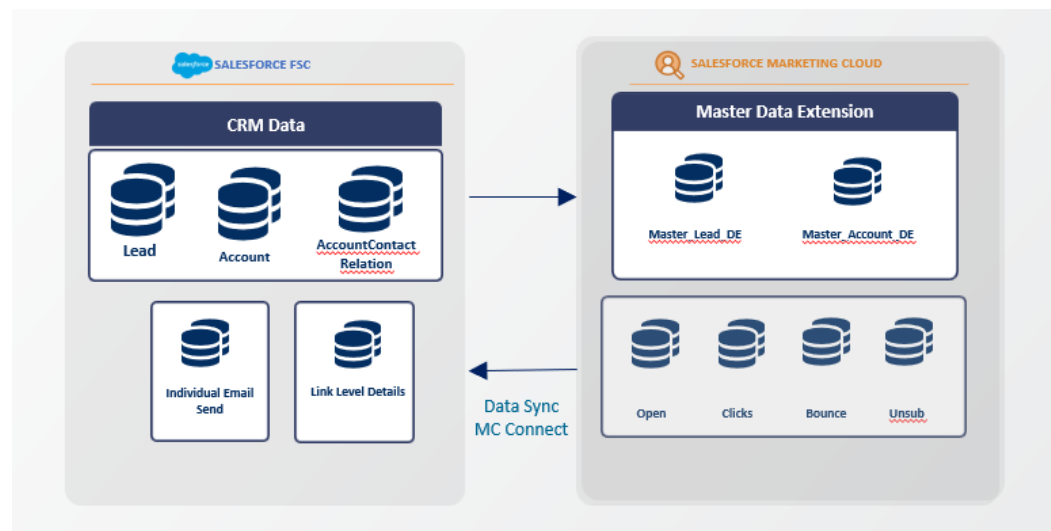 salesforce
SALESFORCE FSC
CRM Data
Lead
Account
AccountContact
Relation
Individual Email
Send
Link Level Details
Data Sync
MC Connect
SALESFORCE MARKETING CLOUD
Master Data Extension
Master_Lead_DE
Master_Account_DE
Open
Clicks
Bounce
Unsub